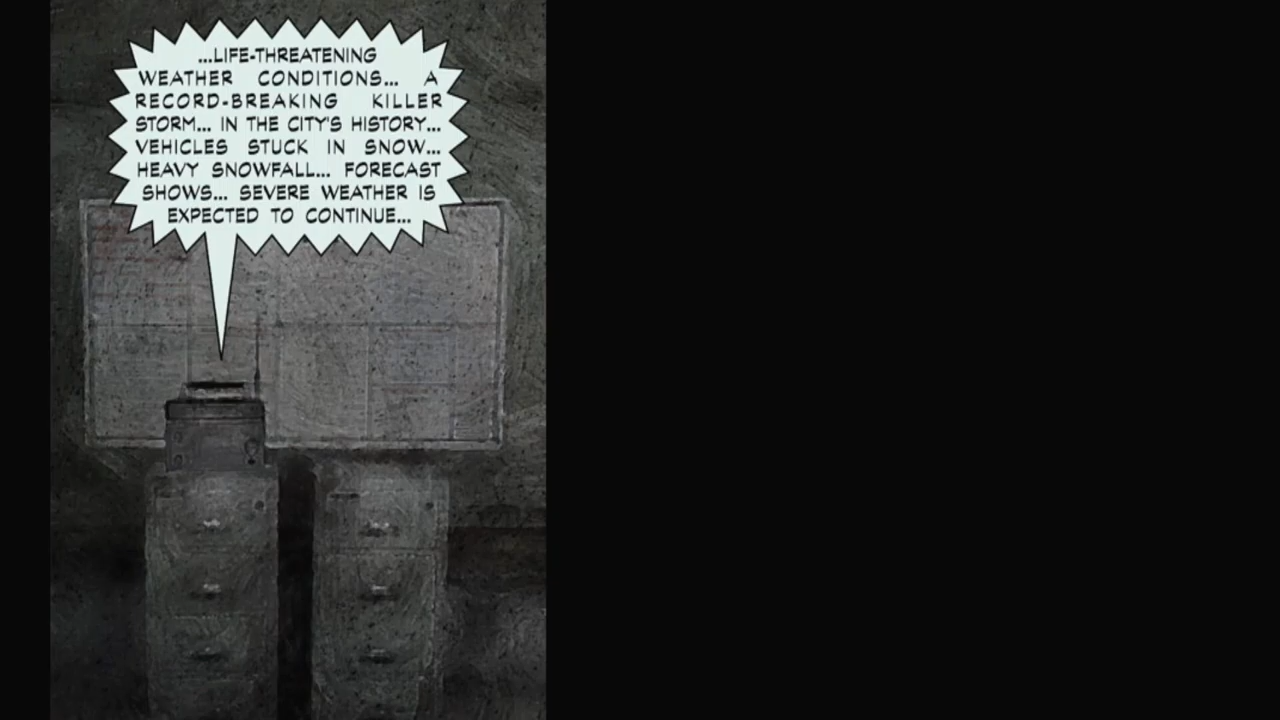 ...LIFE-THREATENING
WEATHER CONDITIONS... A
RECORD-BREAKING KILLER
STORM... IN THE CITY'S HISTORY...
VEHICLES STUCK IN SNOW...
HEAVY SNOWFALL... FORECAST
SHOWS... SEVERE WEATHER IS
EXPECTED TO CONTINUE...